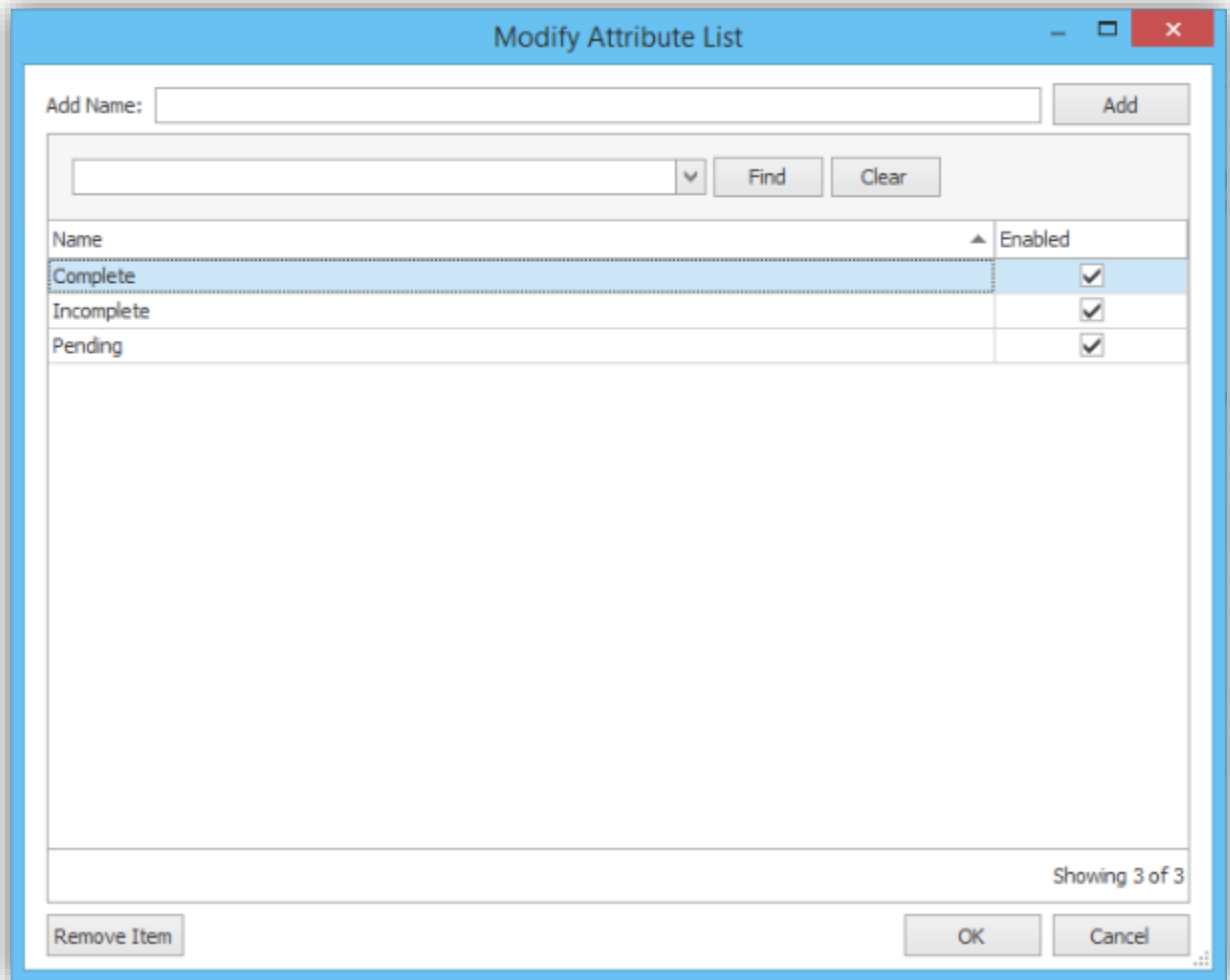 Modify Attribute List
Add Name: Add
Find Clear
Name Enabled
Complete
Incomplete
Pending
Showing 3 of 3
Remove Item OK Cancel